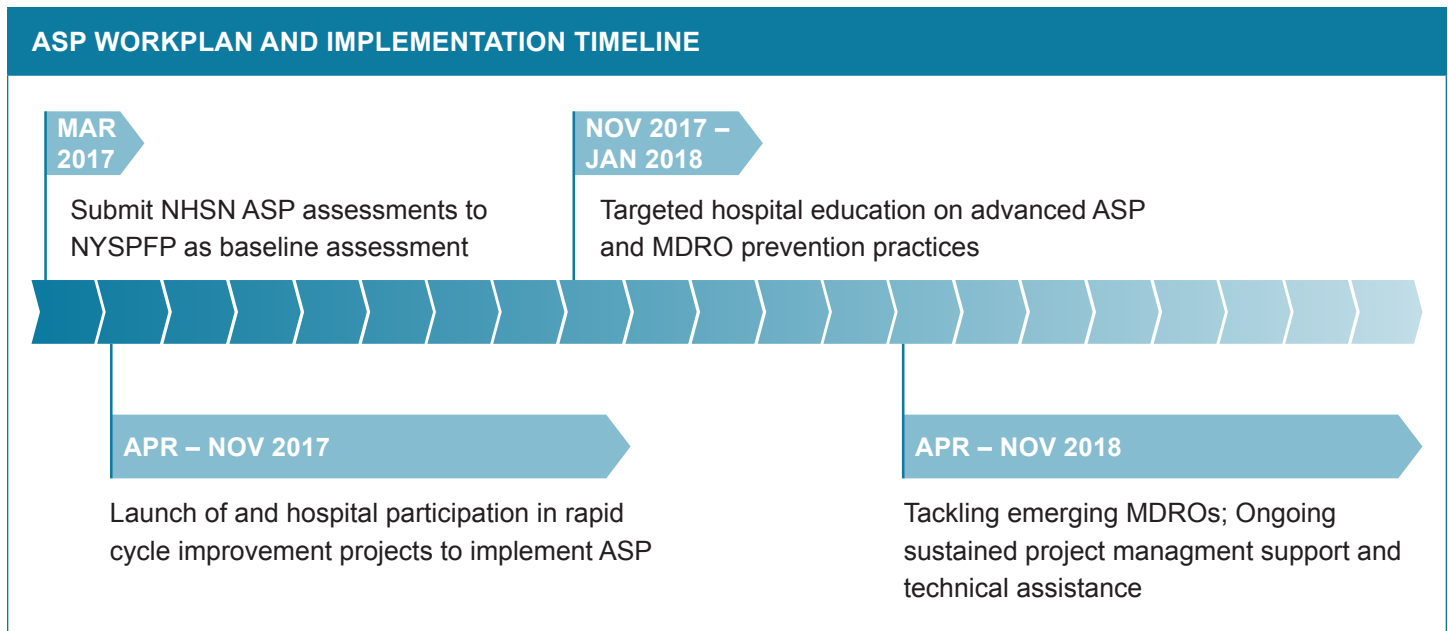 ASP WORKPLAN AND IMPLEMENTATION TIMELINE
MAR
2017
Submit NHSN ASP assessments to
NYSPFP as baseline assessment
NOV 2017 –
JAN 2018
Targeted hospital education on advanced ASP
and MDRO prevention practices
APR – NOV 2017
Launch of and hospital participation in rapid
cycle improvement projects to implement ASP
APR – NOV 2018
Tackling emerging MDROs; Ongoing
sustained project managment support and
technical assistance